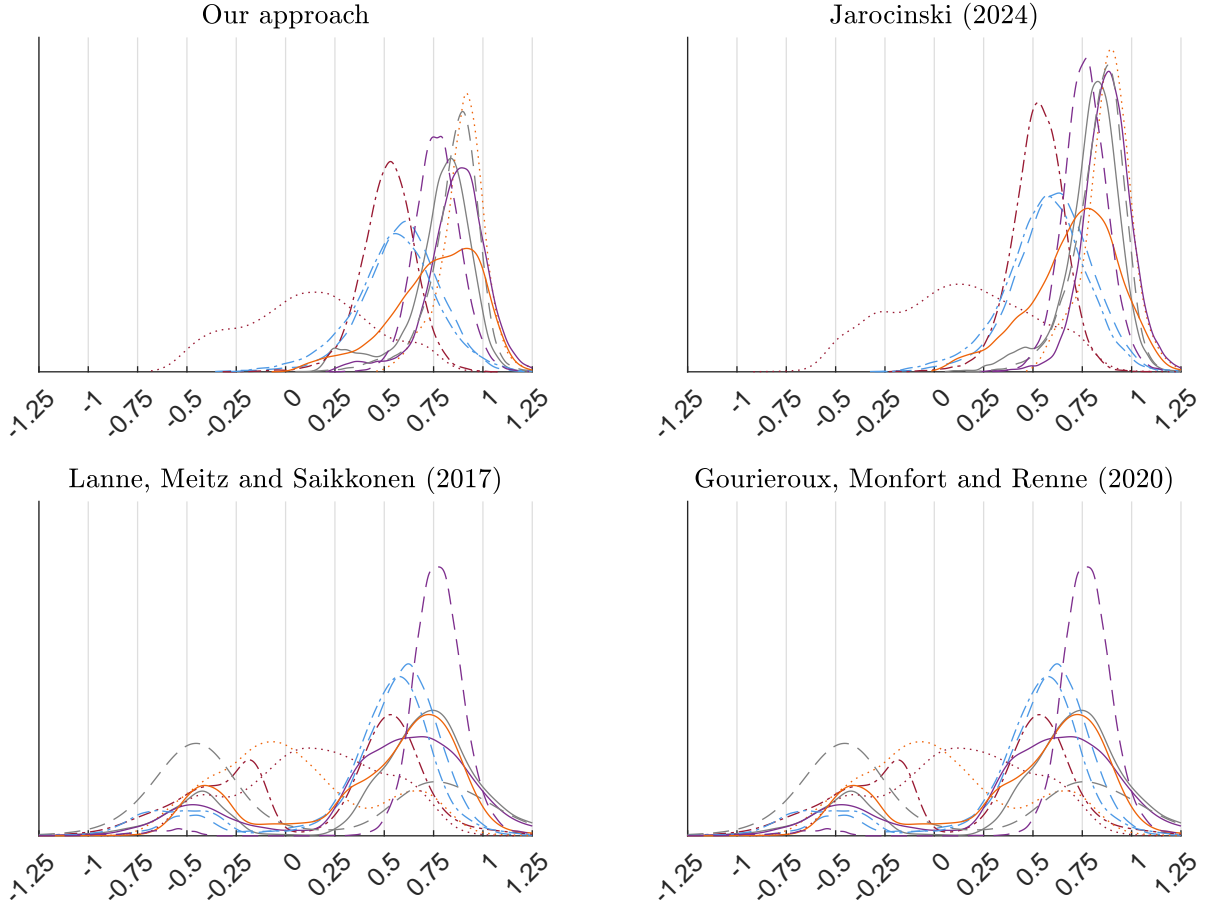 Our approach
Jarocinski (2024)
-1.25 -1 -0.75 -0.5 -0.25 0 0.25 0.5 0.75 1 1.25
-1.25 -1 -0.75 -0.5 -0.25 0 0.25 0.5 0.75 1 1.25
Lanne, Meitz and Saikkonen (2017)
Gourieroux, Monfort and Renne (2020)
-1.25 -1 -0.75 -0.5 -0.25 0 0.25 0.5 0.75 1 1.25
-1.25 -1 -0.75 -0.5 -0.25 0 0.25 0.5 0.75 1 1.25